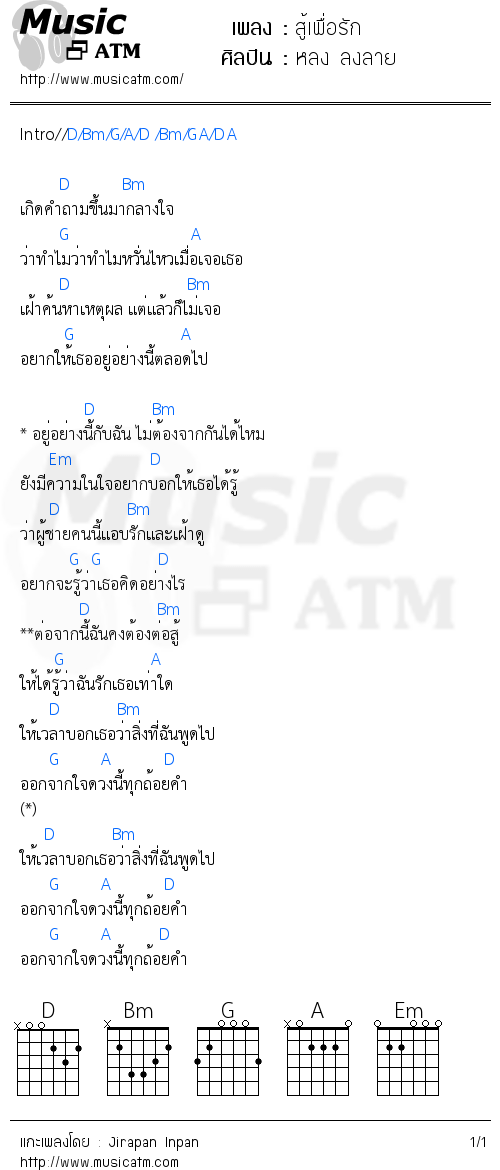 Music ATM
เพลง : สู้เพื่อรัก
ศิลปิน : หลง ลงลาย
http://www.musicatm.com/
Intro//D/Bm/G/A/D /Bm/G A/D A
D Bm
เกิดคำถามขึ้นมากลางใจ
G A
ว่าทำไมว่าทำไมหวั่นไหวเมื่อเจอเธอ
D Bm
เฝ้าค้นหาเหตุผล แต่แล้วก็ไม่เจอ
G A
อยากให้เธออยู่อย่างนี้ตลอดไป
D Bm
* อยู่อย่างนี้กับฉัน ไม่ต้องจากกันได้ไหม
Em D
ยังมีความในใจอยากบอกให้เธอได้รู้
D Bm
ว่าผู้ชายคนนี้แอบรักและเฝ้าดู
G G D
อยากจะรู้ว่าเธอคิดอย่างไร
D Bm
**ต่อจากนี้ฉันคงต้องต่อสู้
G A
ให้ได้รู้ว่าฉันรักเธอเท่าใด
D Bm
ให้เวลาบอกเธอว่าสิ่งที่ฉันพูดไป
G A D
ออกจากใจดวงนี้ทุกถ้อยคำ
(*)
D Bm
ให้เวลาบอกเธอว่าสิ่งที่ฉันพูดไป
G A D
ออกจากใจดวงนี้ทุกถ้อยคำ
G A D
ออกจากใจดวงนี้ทุกถ้อยคำ
Music ATM
D Bm G A Em
แกะเพลงโดย : Jirapan Inpan 1/1
http://www.musicatm.com